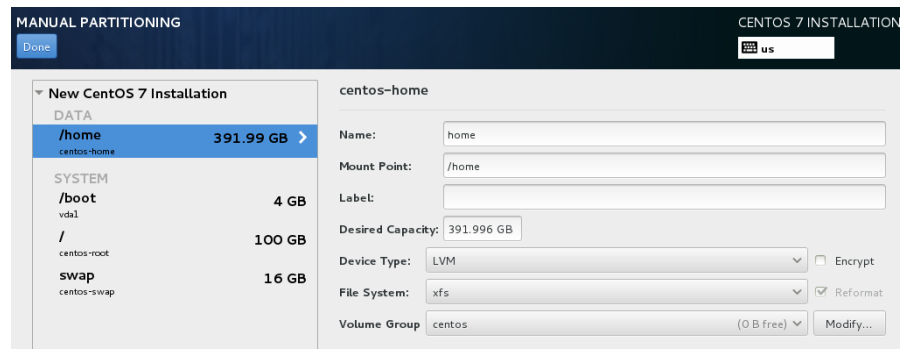 MANUAL PARTITIONING
CENTOS 7 INSTALLATION
Done
us
New CentOS 7 Installation
DATA
/home
391.99 GB
centos-home
SYSTEM
/boot
4 GB
vda1
/
100 GB
centos-root
swap
16 GB
centos-swap
centos-home
Name: home
Mount Point: /home
Label:
Desired Capacity: 391.996 GB
Device Type: LVM Encrypt
File System: xfs Reformat
Volume Group centos (0 B free) Modify...